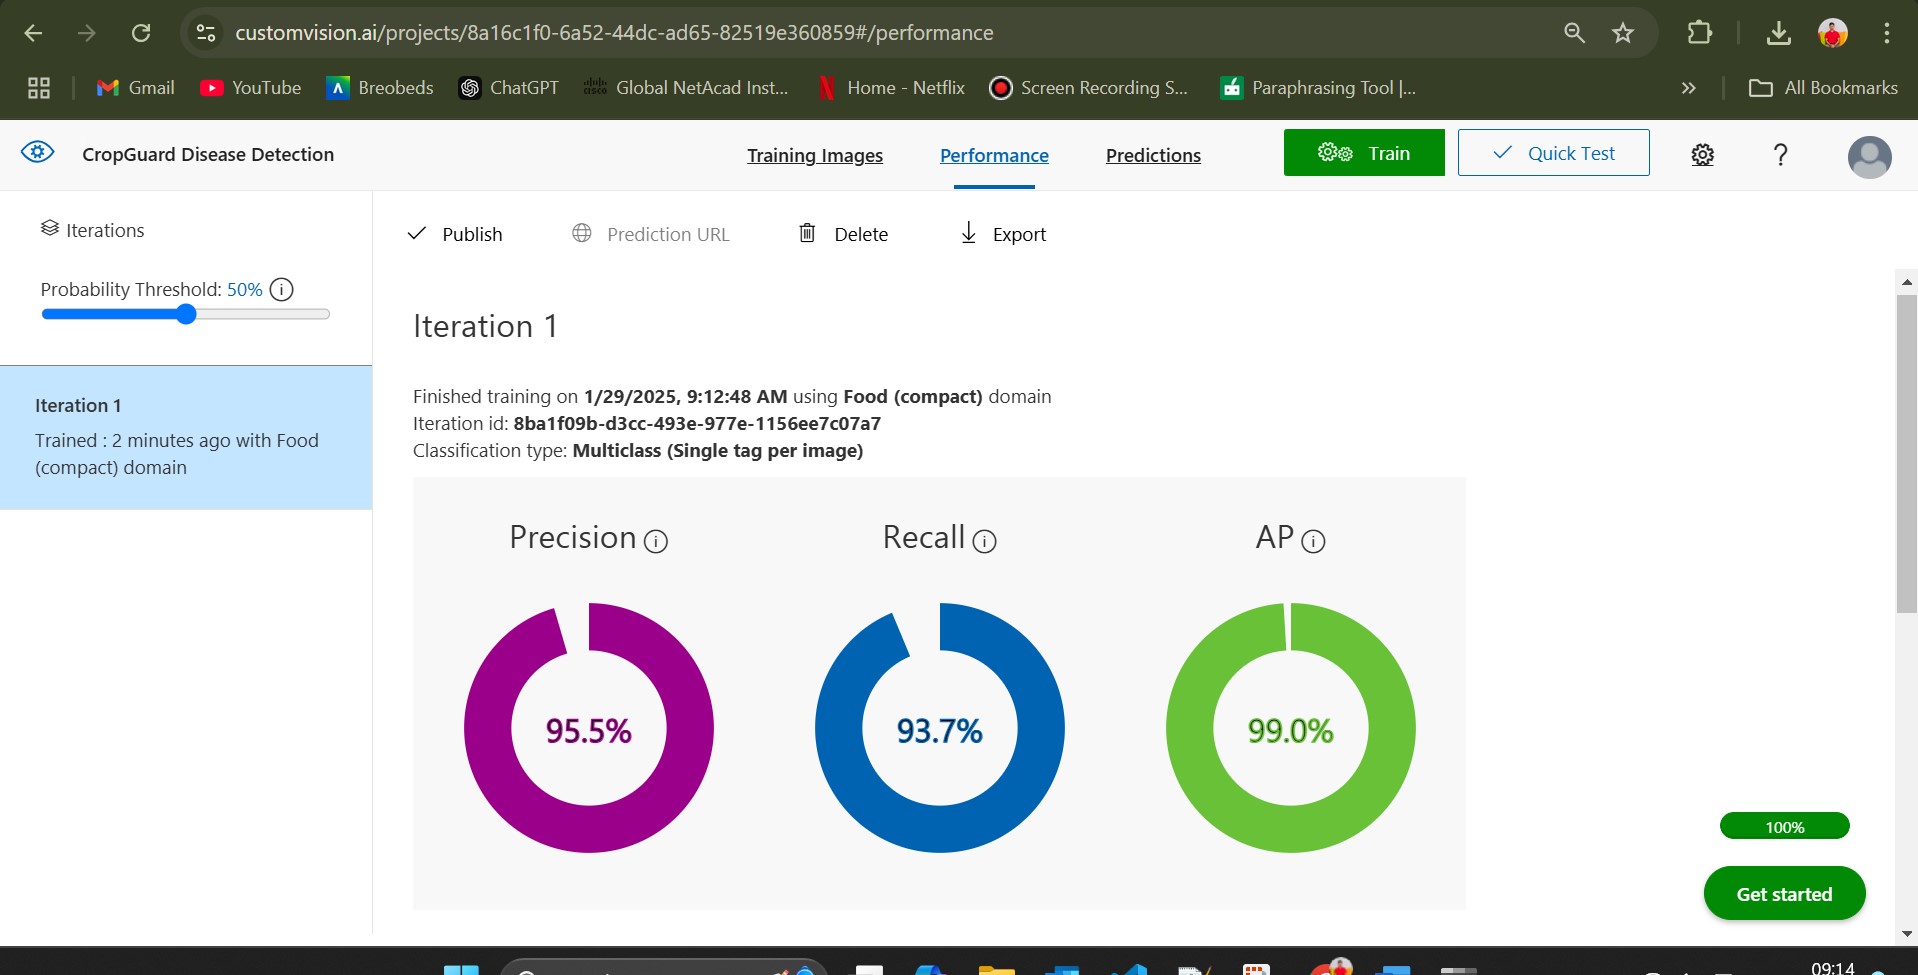 customvision.ai/projects/8a16c1f0-6a52-44dc-ad65-82519e360859#/performance
Gmail YouTube Breobeds ChatGPT Global NetAcad Inst... Home - Netflix Screen Recording S... Paraphrasing Tool |... » All Bookmarks
CropGuard Disease Detection Training Images Performance Predictions Train Quick Test ?
Iterations
Publish Prediction URL Delete Export
Probability Threshold: 50%
Iteration 1
Finished training on 1/29/2025, 9:12:48 AM using Food (compact) domain
Iteration id: 8ba1f09b-d3cc-493e-977e-1156ee7c07a7
Classification type: Multiclass (Single tag per image)
Iteration 1
Trained : 2 minutes ago with Food
(compact) domain
Precision Recall AP
95.5% 93.7% 99.0%
100%
Get started
09:14